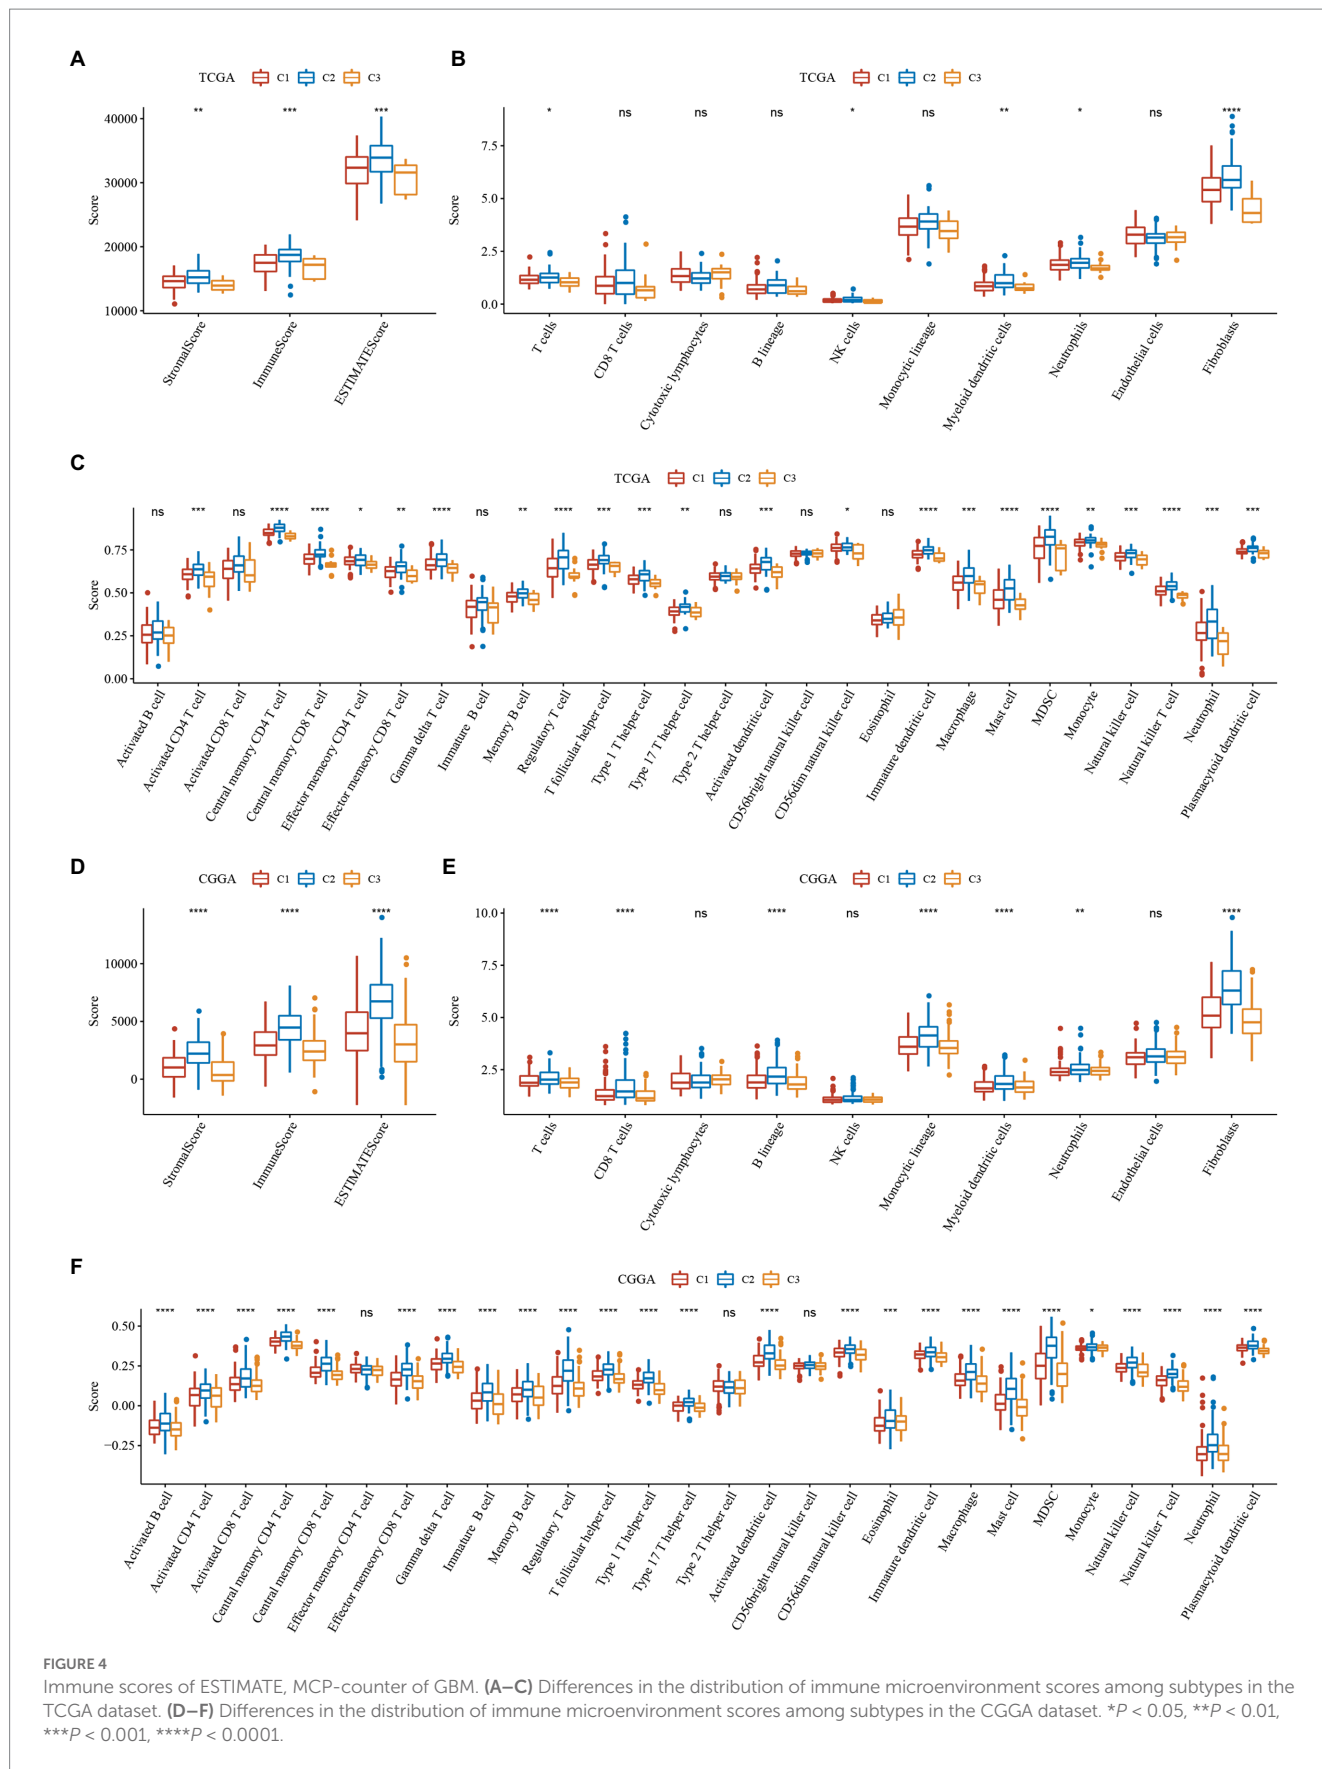 A
TCGA C1 C2 C3
** *** ***
40000
30000
20000
10000
Score
StromalScore
ImmuneScore
ESTIMATEScore
B
TCGA C1 C2 C3
* ns ns ns * ns ** * ns ****
7.5
5.0
2.5
0.0
Score
T cells
CD8 T cells
Cytotoxic lymphocytes
B lineage
NK cells
Monocytic lineage
Myeloid dendritic cells
Neutrophils
Endothelial cells
Fibroblasts
C
TCGA C1 C2 C3
ns *** ns **** **** * ** **** ns ** **** *** *** ** ns *** ns * ns **** *** **** **** ** *** **** *** ***
0.75
0.50
0.25
0.00
Score
Activated B cell
Activated CD4 T cell
Activated CD8 T cell
Central memory CD4 T cell
Central memory CD8 T cell
Effector memeory CD4 T cell
Effector memeory CD8 T cell
Gamma delta T cell
Immature B cell
Memory B cell
Regulatory T cell
T follicular helper cell
Type 1 T helper cell
Type 17 T helper cell
Type 2 T helper cell
Activated dendritic cell
CD56bright natural killer cell
CD56dim natural killer cell
Eosinophil
Immature dendritic cell
Macrophage
Mast cell
MDSC
Monocyte
Natural killer cell
Natural killer T cell
Neutrophil
Plasmacytoid dendritic cell
D
CGGA C1 C2 C3
**** **** ****
10000
5000
0
Score
StromalScore
ImmuneScore
ESTIMATEScore
E
CGGA C1 C2 C3
**** **** ns **** ns **** **** ** ns ****
10.0
7.5
5.0
2.5
Score
T cells
CD8 T cells
Cytotoxic lymphocytes
B lineage
NK cells
Monocytic lineage
Myeloid dendritic cells
Neutrophils
Endothelial cells
Fibroblasts
F
CGGA C1 C2 C3
**** **** **** **** **** ns **** **** **** **** **** **** **** **** ns **** ns **** *** **** **** **** **** * **** **** **** ****
0.50
0.25
0.00
−0.25
Score
Activated B cell
Activated CD4 T cell
Activated CD8 T cell
Central memory CD4 T cell
Central memory CD8 T cell
Effector memeory CD4 T cell
Effector memeory CD8 T cell
Gamma delta T cell
Immature B cell
Memory B cell
Regulatory T cell
T follicular helper cell
Type 1 T helper cell
Type 17 T helper cell
Type 2 T helper cell
Activated dendritic cell
CD56bright natural killer cell
CD56dim natural killer cell
Eosinophil
Immature dendritic cell
Macrophage
Mast cell
MDSC
Monocyte
Natural killer cell
Natural killer T cell
Neutrophil
Plasmacytoid dendritic cell
FIGURE 4
Immune scores of ESTIMATE, MCP-counter of GBM. (A–C) Differences in the distribution of immune microenvironment scores among subtypes in the
TCGA dataset. (D–F) Differences in the distribution of immune microenvironment scores among subtypes in the CGGA dataset. *P < 0.05, **P < 0.01,
***P < 0.001, ****P < 0.0001.